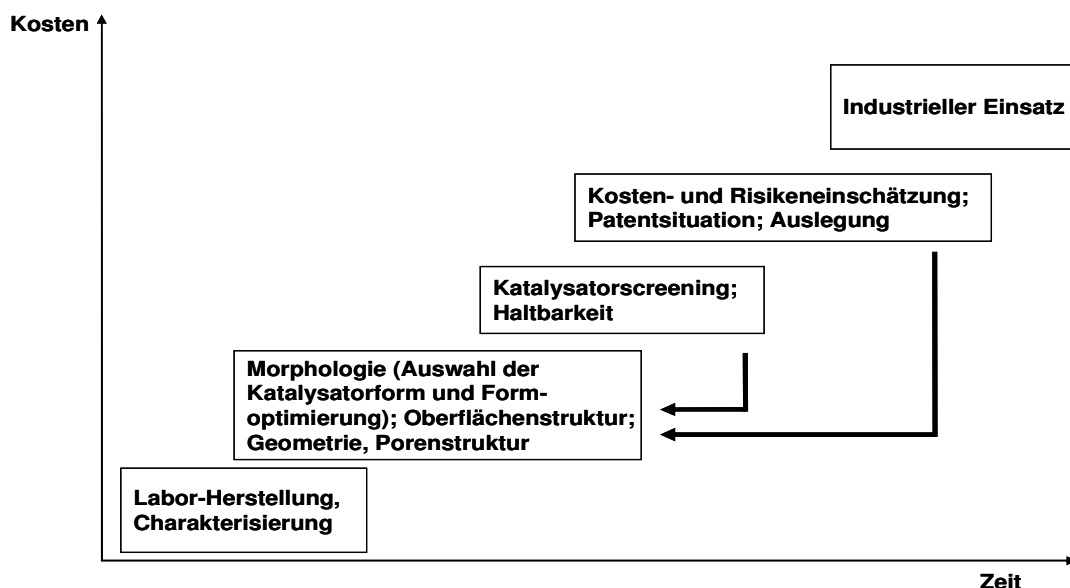 Kosten
Industrieller Einsatz
Kosten- und Risikeneinschätzung;
Patentsituation; Auslegung
Katalysatorscreening;
Haltbarkeit
Morphologie (Auswahl der
Katalysatorform und Form-
optimierung); Oberflächenstruktur;
Geometrie, Porenstruktur
Labor-Herstellung,
Charakterisierung
Zeit